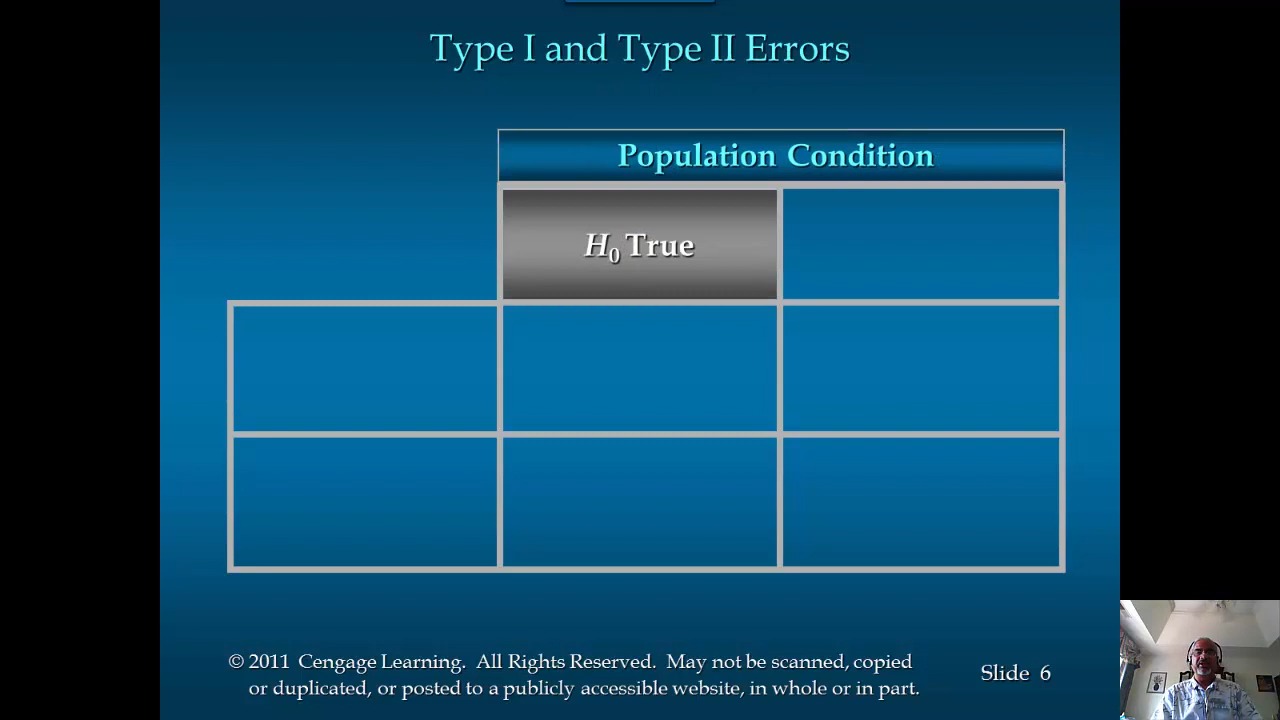 Type I and Type II Errors
Population Condition
H0 True
© 2011 Cengage Learning. All Rights Reserved. May not be scanned, copied
or duplicated, or posted to a publicly accessible website, in whole or in part.
Slide 6